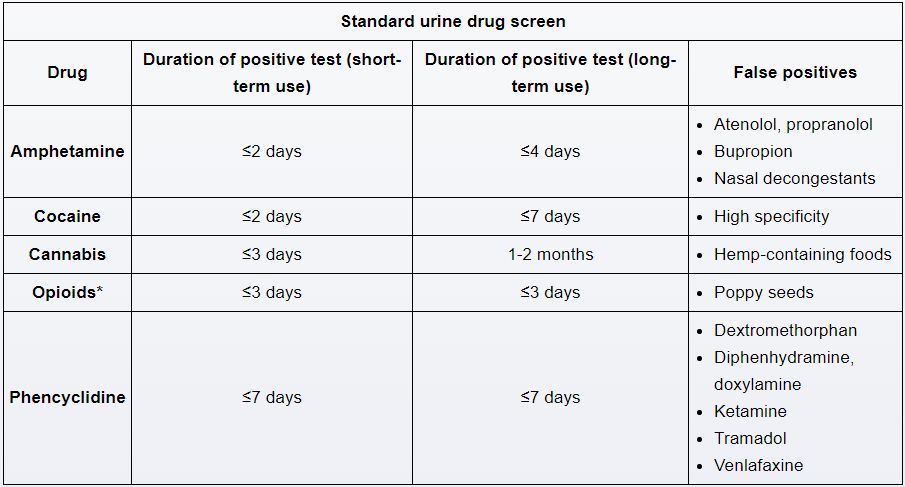 Standard urine drug screen
Drug
Duration of positive test (short-
term use)
Duration of positive test (long-
term use)
False positives
Amphetamine
≤2 days
≤4 days
• Atenolol, propranolol
• Bupropion
• Nasal decongestants
Cocaine
≤2 days
≤7 days
• High specificity
Cannabis
≤3 days
1-2 months
• Hemp-containing foods
Opioids*
≤3 days
≤3 days
• Poppy seeds
Phencyclidine
≤7 days
≤7 days
• Dextromethorphan
• Diphenhydramine,
doxylamine
• Ketamine
• Tramadol
• Venlafaxine